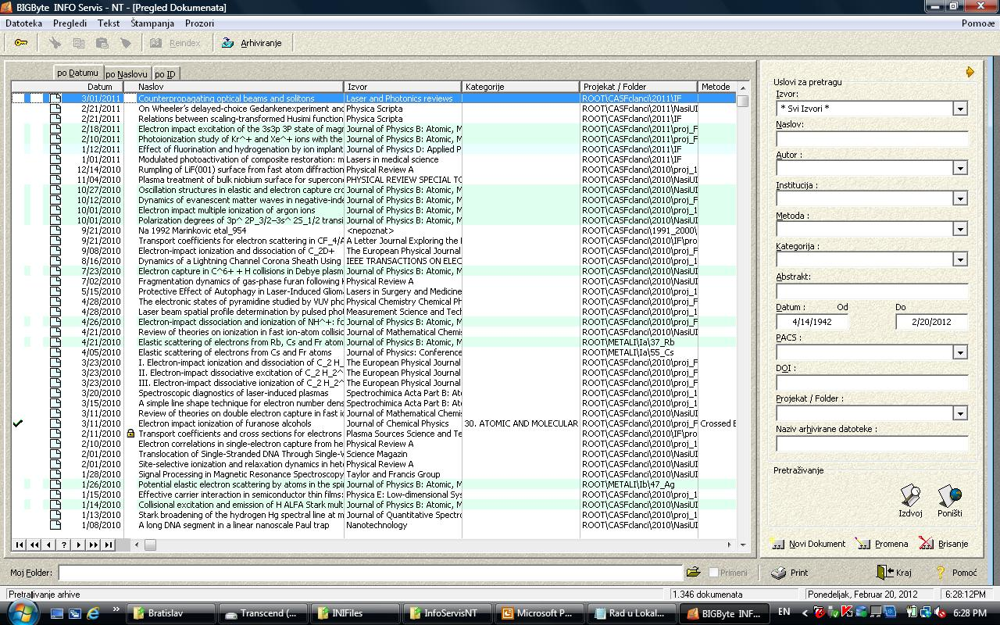 BIGByte INFO Servis - NT - [Pregled Dokumenata]
Datoteka Pregledi Tekst Štampanja Prozori Pomoæ
Reindex Arhiviranje
po Datumu po Naslovu po ID
Datum Naslov Izvor Kategorije Projekat / Folder Metode
3/01/2011 Counterpropagating optical beams and solitons Laser and Photonics reviews ROOT\CASFclanci\2011\IF
2/21/2011 On Wheeler's delayed-choice Gedankenexperiment and Physica Scripta ROOT\CASFclanci\2011\NasiUI
2/21/2011 Relations between scaling-transformed Husimi function Physica Scripta ROOT\CASFclanci\2011\IF
2/18/2011 Electron impact excitation of the 3s3p 3P state of magr Journal of Physics B: Atomic, M ROOT\CASFclanci\2011\proj_F
2/10/2011 Photoionization study of Kr^+ and Xe^+ ions with the Journal of Physics B: Atomic, M ROOT\CASFclanci\2011\proj_F
1/12/2011 Effect of fluorination and hydrogenation by ion implant Journal of Physics D: Applied P ROOT\CASFclanci\2011\IF
1/01/2011 Modulated photoactivation of composite restoration: m Lasers in medical science ROOT\CASFclanci\2011\IF
12/14/2010 Rumpling of LiF(001) surface from fast atom diffraction Physical Review A ROOT\CASFclanci\2010\proj_1
11/04/2010 Plasma treatment of bulk niobium surface for supercon PHYSICAL REVIEW SPECIAL TO ROOT\CASFclanci\2010\NasiUI
10/27/2010 Oscillation structures in elastic and electron capture cro Journal of Physics B: Atomic, M ROOT\CASFclanci\2010\NasiUI
10/12/2010 Dynamics of evanescent matter waves in negative-inde Journal of Physics B: Atomic, M ROOT\CASFclanci\2010\proj_F
10/01/2010 Electron impact multiple ionization of argon ions Journal of Physics B: Atomic, M ROOT\CASFclanci\2010\proj_1
10/01/2010 Polarization degrees of 3p^ 2P_3/2–3s^ 2S_1/2 transi Journal of Physics B: Atomic, M ROOT\CASFclanci\2010\NasiUI
9/21/2010 Na 1992 Marinkovic etal_954 <nepoznat> ROOT\CASFclanci\1991_2000\
9/21/2010 Transport coefficients for electron scattering in CF_4/A A Letter Journal Exploring the I ROOT\CASFclanci\2010\IF\pro
9/08/2010 Electron-impact ionization and dissociation of C_2D+ The European Physical Journal ROOT\CASFclanci\2010\proj_F
8/16/2010 Dynamics of a Lightning Channel Corona Sheath Using IEEE TRANSACTIONS ON ELEC ROOT\CASFclanci\2010\proj_1
7/23/2010 Electron capture in C^6+ + H collisions in Debye plasm Journal of Physics B: Atomic, M ROOT\CASFclanci\2010\NasiUI
7/02/2010 Fragmentation dynamics of gas-phase furan following K Physical Review A ROOT\CASFclanci\2010\NasiUI
5/15/2010 Protective Effect of Autophagy in Laser-Induced Gliom Lasers in Surgery and Medicine ROOT\CASFclanci\2010\proj_1
4/28/2010 The electronic states of pyramidine studied by VUV pho Physical Chemistry Chemical Ph ROOT\CASFclanci\2010\proj_1
4/28/2010 Laser beam spatial profile determination by pulsed phot Measurement Science and Tech ROOT\CASFclanci\2010\proj_1
4/26/2010 Electron-impact dissociation and ionization of NH^+: fo Journal of Physics B: Atomic, M ROOT\CASFclanci\2010\proj_F
4/21/2010 Review of theories on ionization in fast ion-atom collisio Journal of Mathematical Chemis ROOT\CASFclanci\2010\NasiUI
4/21/2010 Elastic scattering of electrons from Rb, Cs and Fr atom Journal of Physics B: Atomic, M ROOT\METALI\Ia\37_Rb
4/05/2010 Elastic scattering of electrons from Cs and Fr atoms Journal of Physics: Conference ROOT\METALI\Ia\55_Cs
3/23/2010 I. Electron-impact ionization and dissociation of C_2 H_ The European Physical Journal ROOT\CASFclanci\2010\proj_F
3/23/2010 II. Electron-impact dissociative excitation of C_2 H_2^ The European Physical Journal ROOT\CASFclanci\2010\proj_F
3/23/2010 III. Electron-impact dissociative ionization of C_2 H_2^ The European Physical Journal ROOT\CASFclanci\2010\proj_F
3/20/2010 Spectroscopic diagnostics of laser-induced plasmas Spectrochimica Acta Part B: Ato ROOT\CASFclanci\2010\NasiUI
3/15/2010 A simple line shape technique for electron number dens Spectrochimica Acta Part B: Ato ROOT\CASFclanci\2010\proj_1
3/11/2010 Review of theories on double electron capture in fast io Journal of Mathematical Chemis ROOT\CASFclanci\2010\NasiUI
3/11/2010 Electron impact ionization of furanose alcohols Journal of Chemical Physics 30. ATOMIC AND MOLECULAR ROOT\CASFclanci\2010\proj_F Crossed E
2/11/2010 Transport coefficients and cross sections for electrons Plasma Sources Science and Te ROOT\CASFclanci\2010\IF\pro
2/10/2010 Electron correlations in single-electron capture from he Physical Review A ROOT\CASFclanci\2010\proj_1
2/01/2010 Translocation of Single-Stranded DNA Through Single-V Science Magazin ROOT\CASFclanci\2010\NasiUI
2/01/2010 Site-selective ionization and relaxation dynamics in hete Physical Review A ROOT\CASFclanci\2010\NasiUI
1/28/2010 Signal Processing in Magnetic Resonance Spectroscopy Taylor and Francis Group ROOT\CASFclanci\2010\NasiUI
1/26/2010 Potential elastic electron scattering by atoms in the spi Journal of Physics B: Atomic, M ROOT\METALI\Ib\47_Ag
1/15/2010 Effective carrier interaction in semiconductor thin films: Physica E: Low-dimensional Sys ROOT\CASFclanci\2010\proj_1
1/14/2010 Collisional excitation and emission of H ALFA Stark mult Journal of Physics B: Atomic, M ROOT\CASFclanci\2010\NasiUI
1/13/2010 Stark broadening of the hydrogen Hg spectral line at m Journal of Quantitative Spectro ROOT\CASFclanci\2010\proj_1
1/08/2010 A long DNA segment in a linear nanoscale Paul trap Nanotechnology ROOT\CASFclanci\2010\NasiUI
Uslovi za pretragu
Izvor:
* Svi Izvori *
Naslov:
Autor :
Institucija :
Metoda :
Kategorija :
Abstrakt:
Datum : Od Do
4/14/1942 2/20/2012
PACS :
DOI :
Projekat / Folder :
Naziv arhivirane datoteke :
Pretraživanje
Izdvoj Poništi
Novi Dokument Promena Brisanje
Moj Folder: Primeni Print Kraj Pomoć
Pretraživanje arhive 1.346 dokumenata Ponedeljak, Februar 20, 2012 6:28:12PM
Bratislav Transcend (... INIFiles InfoServisNT Microsoft P... Rad u Lokal... BIGByte INF... EN 6:28 PM